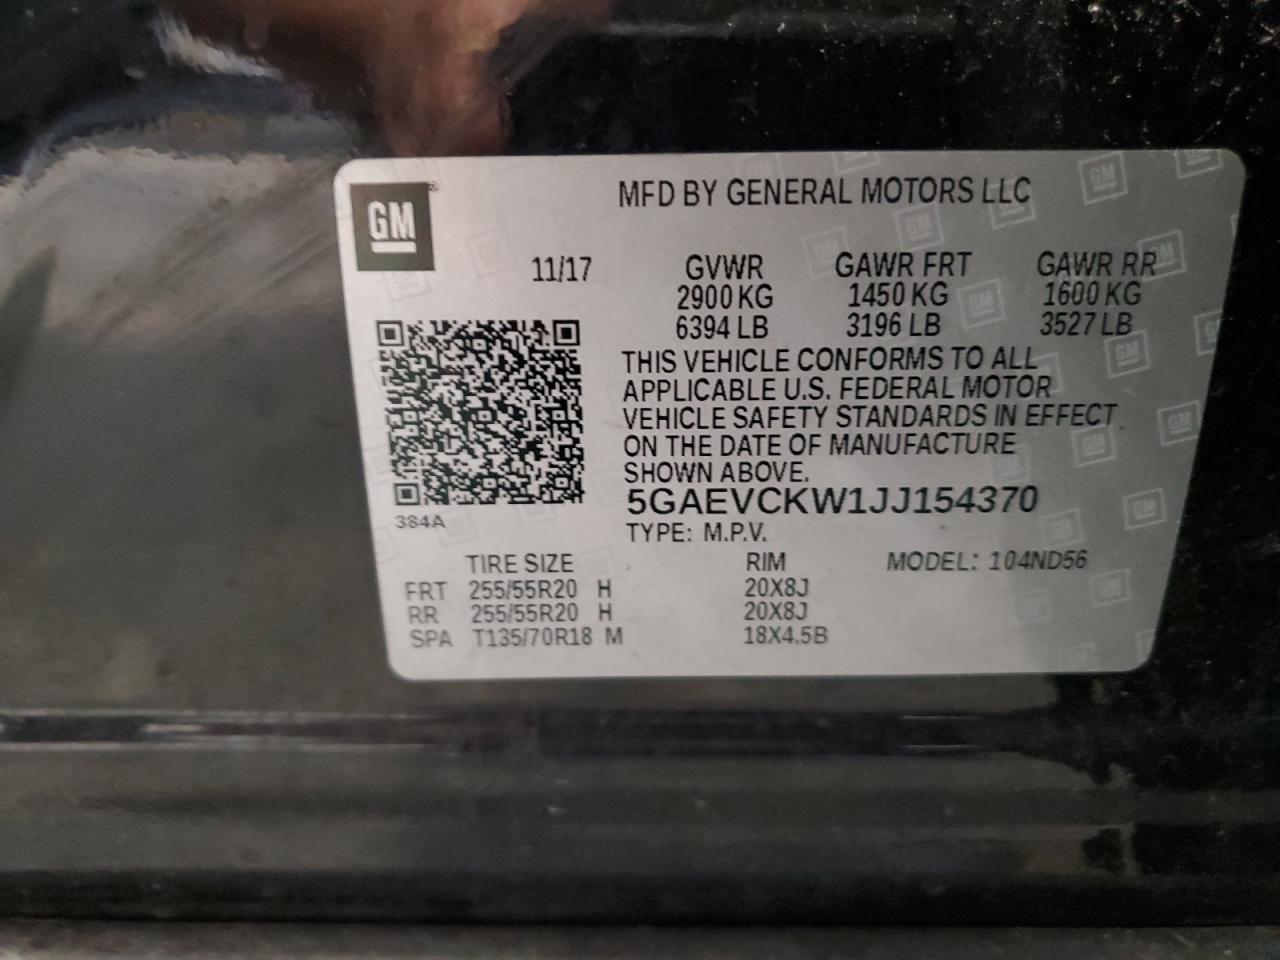 GM
MFD BY GENERAL MOTORS LLC
11/17
GVWR GAWR FRT GAWR RR
2900 KG 1450 KG 1600 KG
6394 LB 3196 LB 3527 LB
THIS VEHICLE CONFORMS TO ALL
APPLICABLE U.S. FEDERAL MOTOR
VEHICLE SAFETY STANDARDS IN EFFECT
ON THE DATE OF MANUFACTURE
SHOWN ABOVE.
384A
5GAEVCKW1JJ154370
TYPE: M.P.V.
TIRE SIZE RIM MODEL: 104ND56
FRT 255/55R20 H 20X8J
RR 255/55R20 H 20X8J
SPA T135/70R18 M 18X4.5B